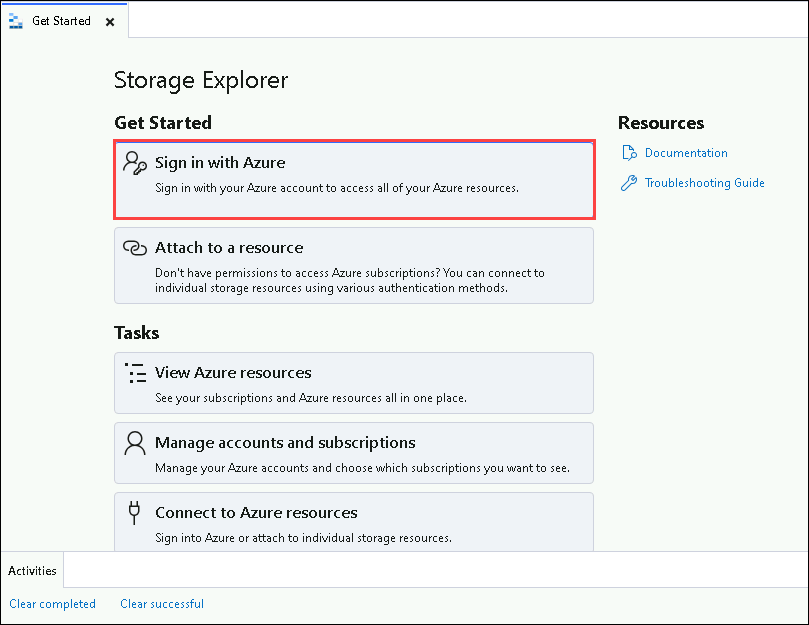 Get Started
Storage Explorer
Get Started
Sign in with Azure
Sign in with your Azure account to access all of your Azure resources.
Attach to a resource
Don't have permissions to access Azure subscriptions? You can connect to
individual storage resources using various authentication methods.
Tasks
View Azure resources
See your subscriptions and Azure resources all in one place.
Manage accounts and subscriptions
Manage your Azure accounts and choose which subscriptions you want to see.
Connect to Azure resources
Sign into Azure or attach to individual storage resources.
Resources
Documentation
Troubleshooting Guide
Activities
Clear completed
Clear successful